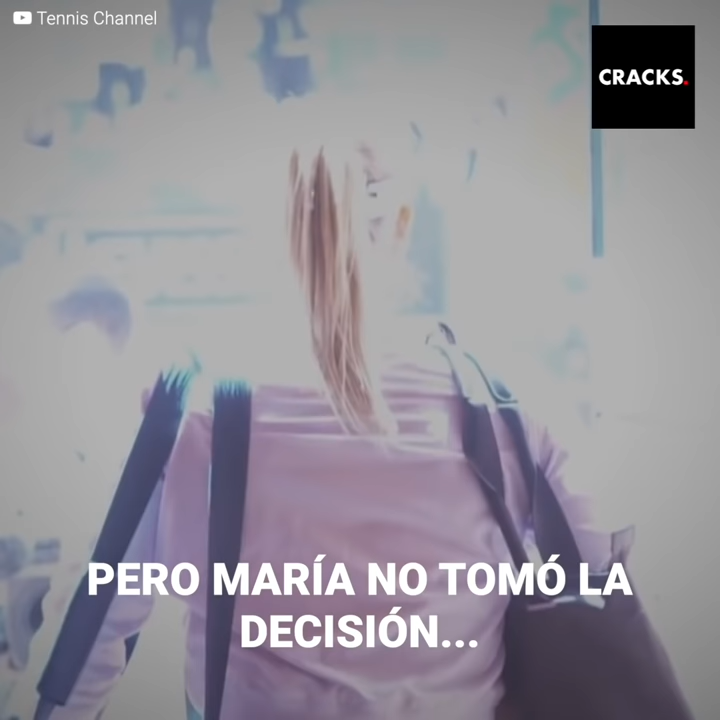 Tennis Channel
CRACKS.
PERO MARÍA NO TOMÓ LA
DECISIÓN...